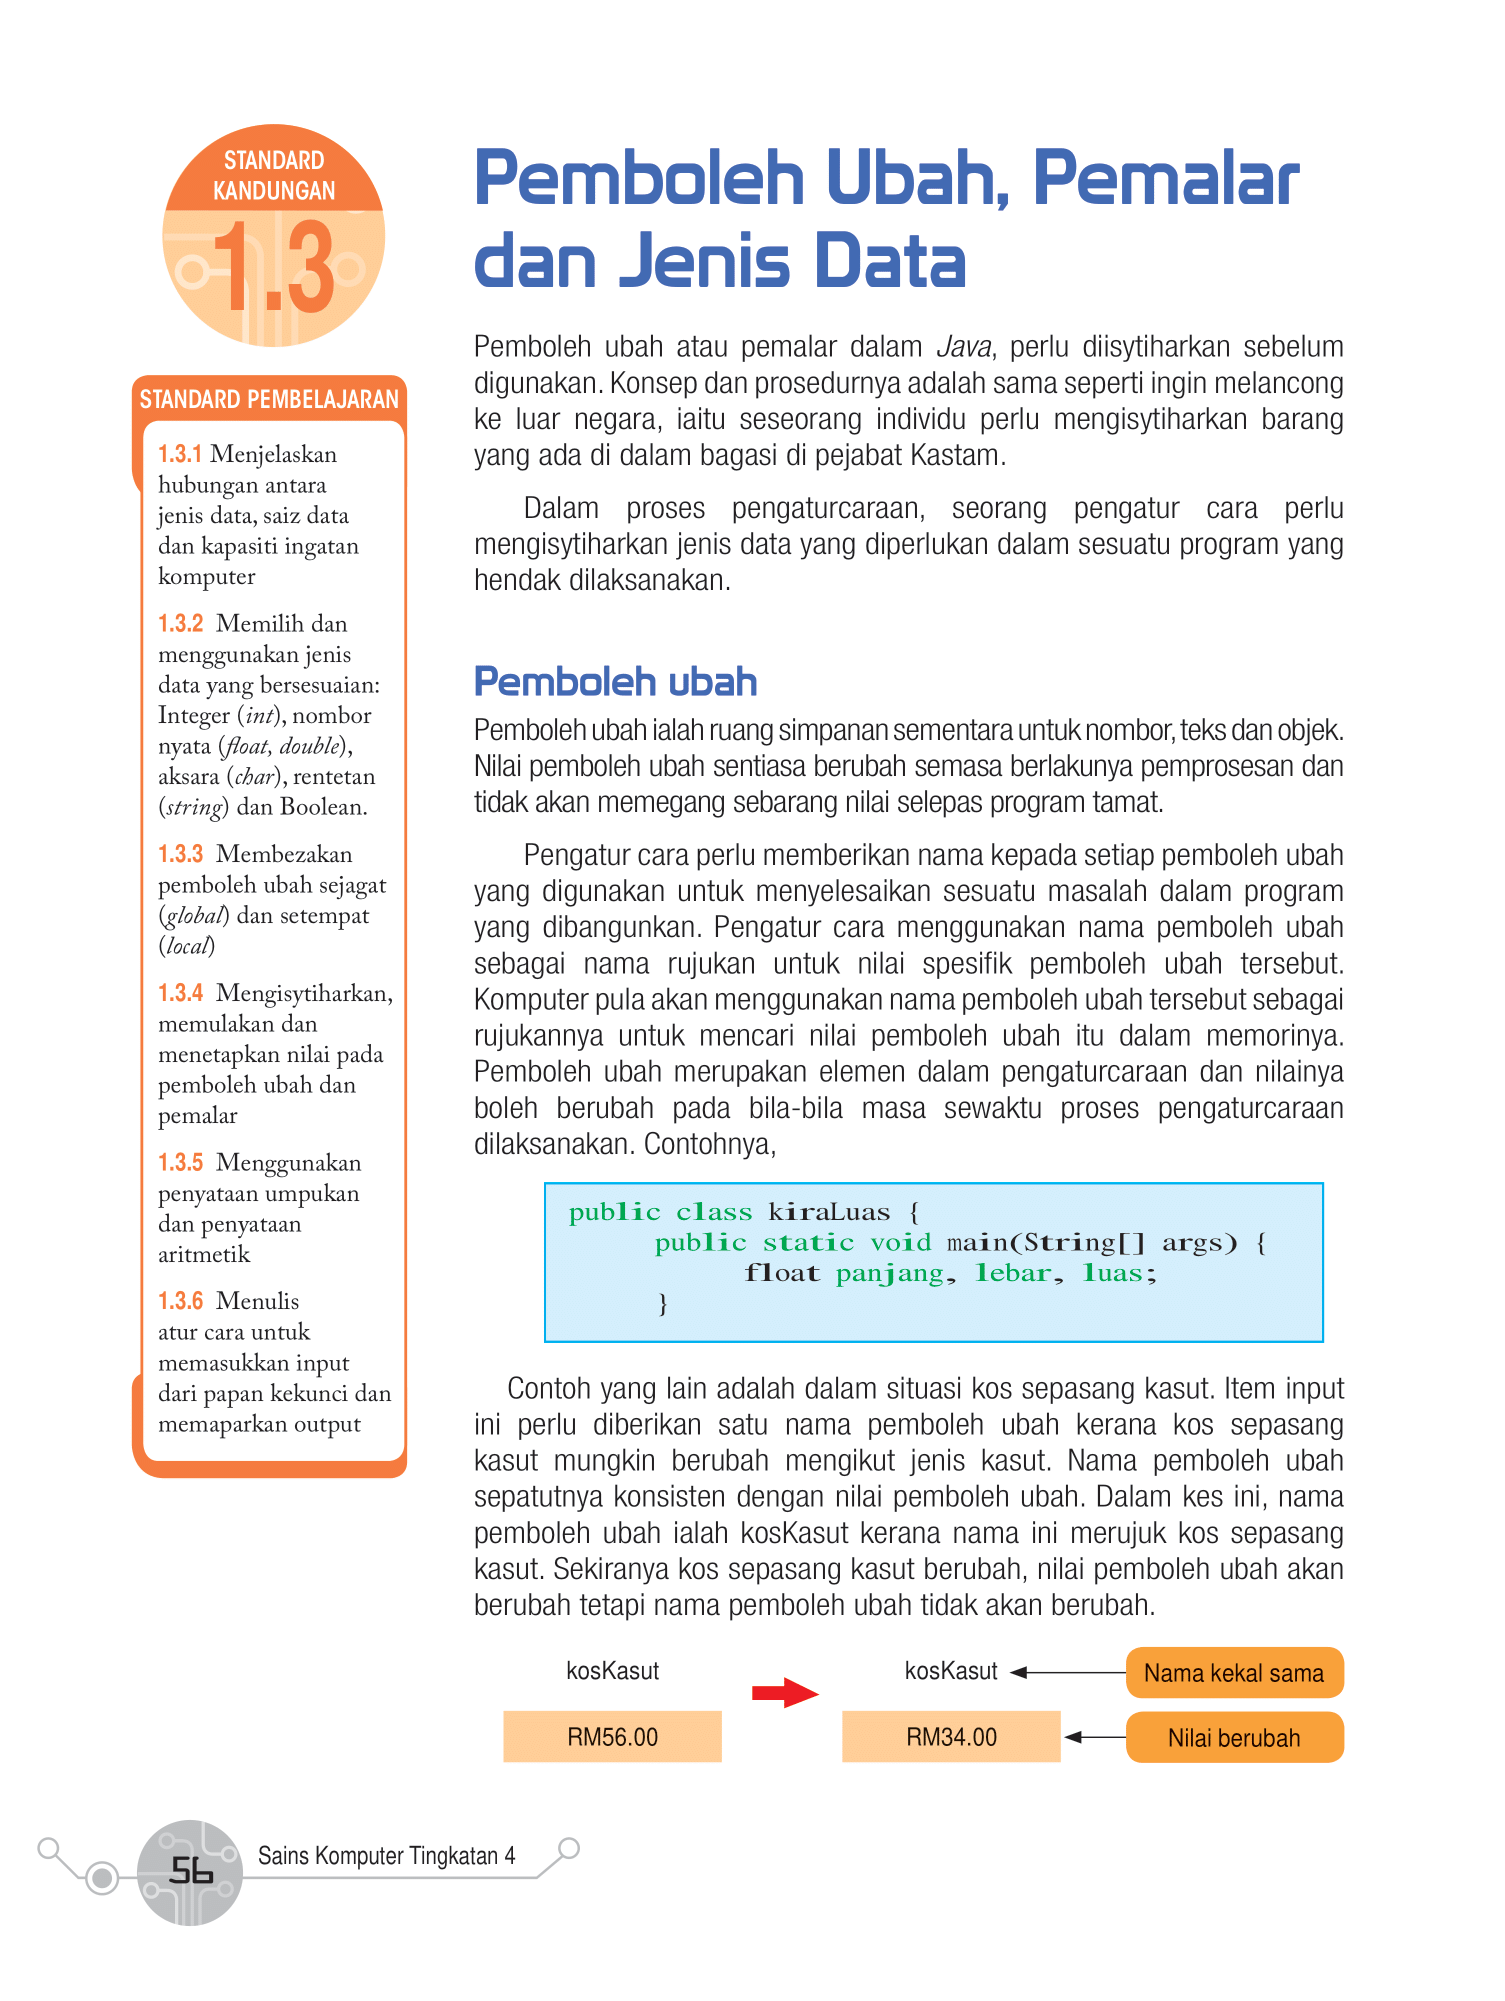 STANDARD
KANDUNGAN
1.3
Pemboleh Ubah, Pemalar
dan Jenis Data
STANDARD PEMBELAJARAN
1.3.1 Menjelaskan
hubungan antara
jenis data, saiz data
dan kapasiti ingatan
komputer
1.3.2 Memilih dan
menggunakan jenis
data yang bersesuaian:
Integer (int), nombor
nyata (float, double),
aksara (char), rentetan
(string) dan Boolean.
1.3.3 Membezakan
pemboleh ubah sejagat
(global) dan setempat
(local)
1.3.4 Mengisytiharkan,
memulakan dan
menetapkan nilai pada
pemboleh ubah dan
pemalar
1.3.5 Menggunakan
penyataan umpukan
dan penyataan
aritmetik
1.3.6 Menulis
atur cara untuk
memasukkan input
dari papan kekunci dan
memaparkan output
Pemboleh ubah atau pemalar dalam Java, perlu diisytiharkan sebelum
digunakan. Konsep dan prosedurnya adalah sama seperti ingin melancong
ke luar negara, iaitu seseorang individu perlu mengisytiharkan barang
yang ada di dalam bagasi di pejabat Kastam.
Dalam proses pengaturcaraan, seorang pengatur cara perlu
mengisytiharkan jenis data yang diperlukan dalam sesuatu program yang
hendak dilaksanakan.
Pemboleh ubah
Pemboleh ubah ialah ruang simpanan sementara untuk nombor, teks dan objek.
Nilai pemboleh ubah sentiasa berubah semasa berlakunya pemprosesan dan
tidak akan memegang sebarang nilai selepas program tamat.
Pengatur cara perlu memberikan nama kepada setiap pemboleh ubah
yang digunakan untuk menyelesaikan sesuatu masalah dalam program
yang dibangunkan. Pengatur cara menggunakan nama pemboleh ubah
sebagai nama rujukan untuk nilai spesifik pemboleh ubah tersebut.
Komputer pula akan menggunakan nama pemboleh ubah tersebut sebagai
rujukannya untuk mencari nilai pemboleh ubah itu dalam memorinya.
Pemboleh ubah merupakan elemen dalam pengaturcaraan dan nilainya
boleh berubah pada bila-bila masa sewaktu proses pengaturcaraan
dilaksanakan. Contohnya,
public class kiraLuas {
public static void main(String[] args) {
float panjang, lebar, luas;
}
Contoh yang lain adalah dalam situasi kos sepasang kasut. Item input
ini perlu diberikan satu nama pemboleh ubah kerana kos sepasang
kasut mungkin berubah mengikut jenis kasut. Nama pemboleh ubah
sepatutnya konsisten dengan nilai pemboleh ubah. Dalam kes ini, nama
pemboleh ubah ialah kosKasut kerana nama ini merujuk kos sepasang
kasut. Sekiranya kos sepasang kasut berubah, nilai pemboleh ubah akan
berubah tetapi nama pemboleh ubah tidak akan berubah.
kosKasut kosKasut Nama kekal sama
RM56.00 RM34.00 Nilai berubah
56 Sains Komputer Tingkatan 4